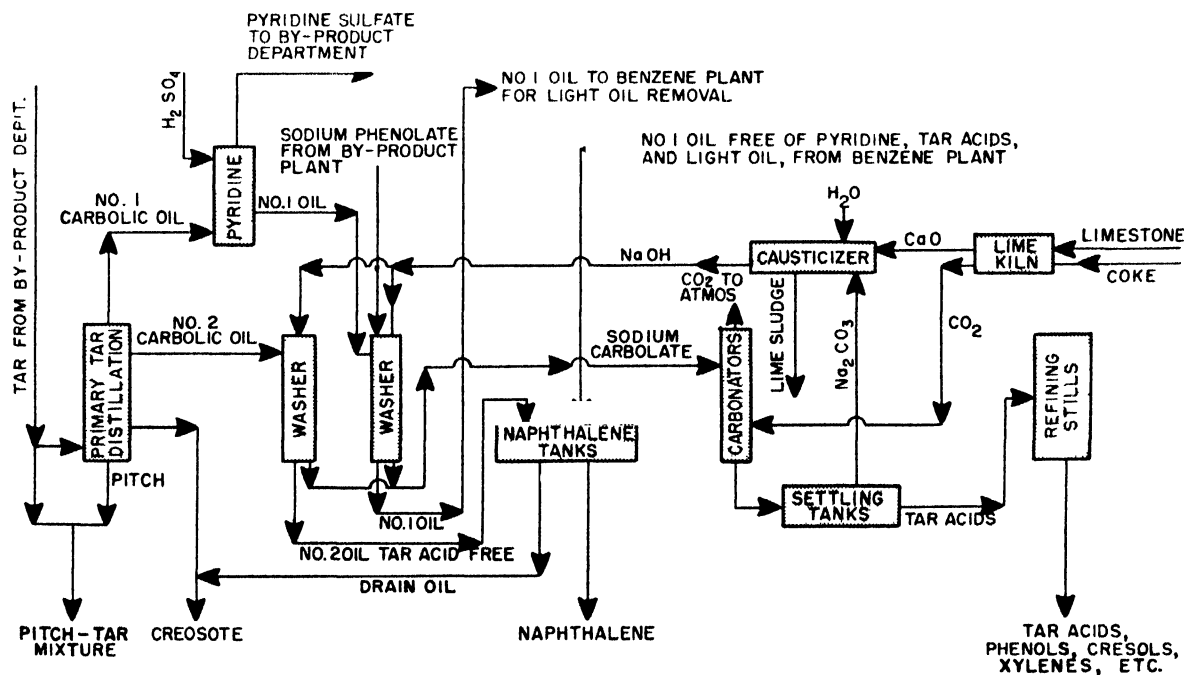 PYRIDINE SULFATE
TO BY-PRODUCT
DEPARTMENT
H2SO4
NO 1 OIL TO BENZENE PLANT
FOR LIGHT OIL REMOVAL
TAR FROM BY-PRODUCT DEPIT.
SODIUM PHENOLATE
FROM BY-PRODUCT
PLANT
NO 1 OIL FREE OF PYRIDINE, TAR ACIDS,
AND LIGHT OIL, FROM BENZENE PLANT
PYRIDINE
NO. 1
CARBOLIC OIL
NO.1 OIL
H2O
CaO
LIMESTONE
LIME
KILN
CAUSTICIZER
NaOH
COKE
CO2 TO
ATMOS
LIME SLUDGE
Na2CO3
CO2
NO. 2
CARBOLIC OIL
PRIMARY TAR
DISTILLATION
WASHER
WASHER
SODIUM
CARBOLATE
CARBONATORS
REFINING
STILLS
NAPHTHALENE
TANKS
PITCH
SETTLING
TANKS
TAR ACIDS
NO.1 OIL
NO.2OIL TAR ACID FREE
DRAIN OIL
PITCH-TAR
MIXTURE
CREOSOTE
NAPHTHALENE
TAR ACIDS,
PHENOLS, CRESOLS,
XYLENES, ETC.